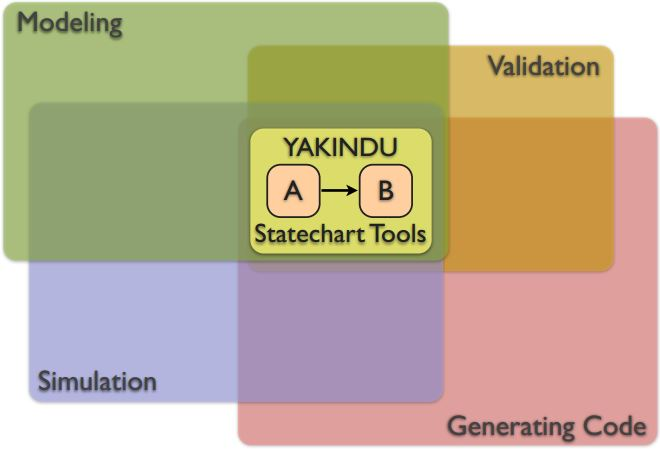 Modeling
Validation
YAKINDU
A
B
Statechart Tools
Simulation
Generating Code